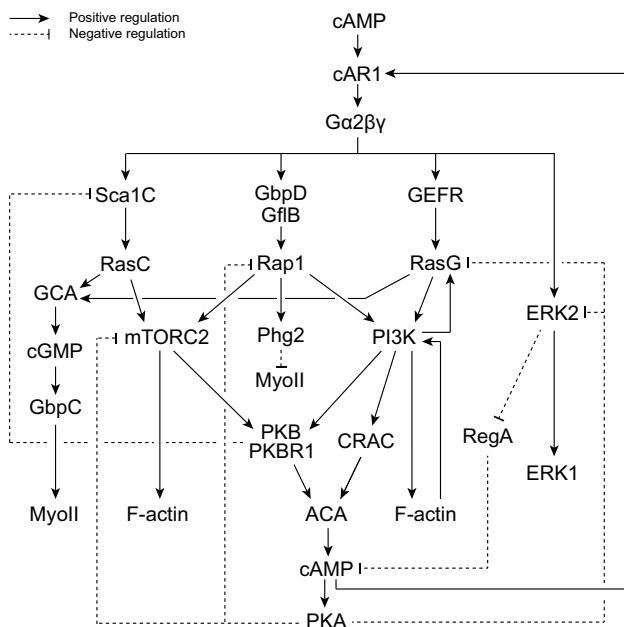 Positive regulation
Negative regulation
cAMP
cAR1
Gα2βγ
Sca1C
GbpD
GflB
GEFR
RasC
Rap1
RasG
GCA
ERK2
mTORC2
Phg2
PI3K
cGMP
MyoII
GbpC
PKB
PKBR1
CRAC
RegA
ERK1
MyoII
F-actin
ACA
F-actin
cAMP
PKA